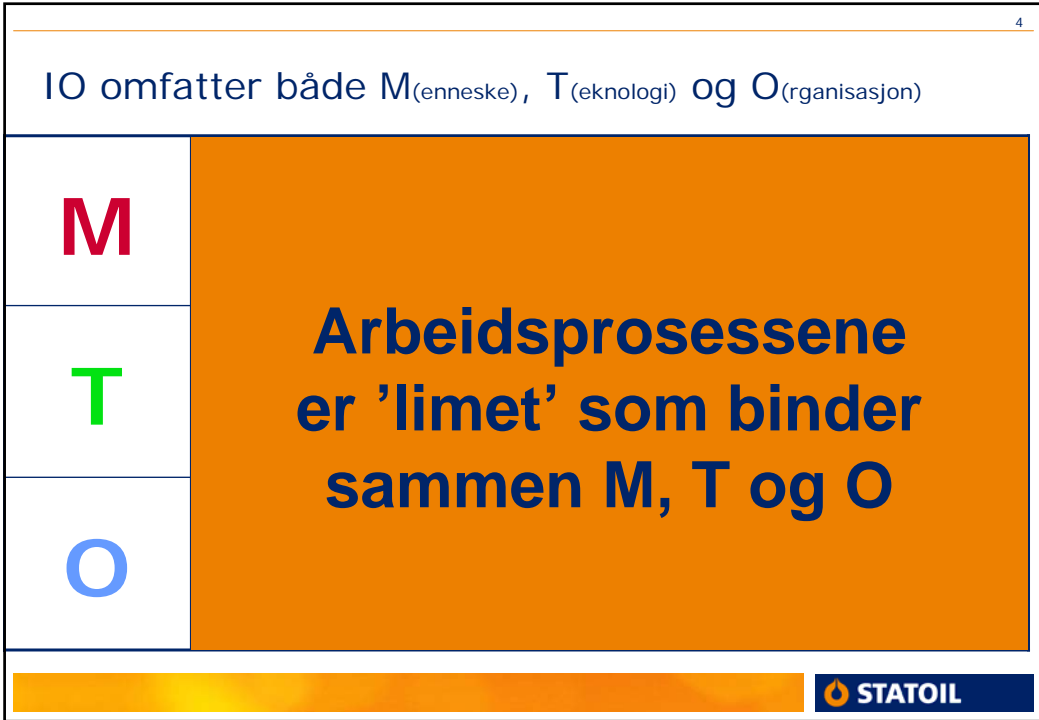 4
IO omfatter både M(enneske), T(eknologi) og O(rganisasjon)
M
T
O
Arbeidsprosessene
er ’limet’ som binder
sammen M, T og O
STATOIL